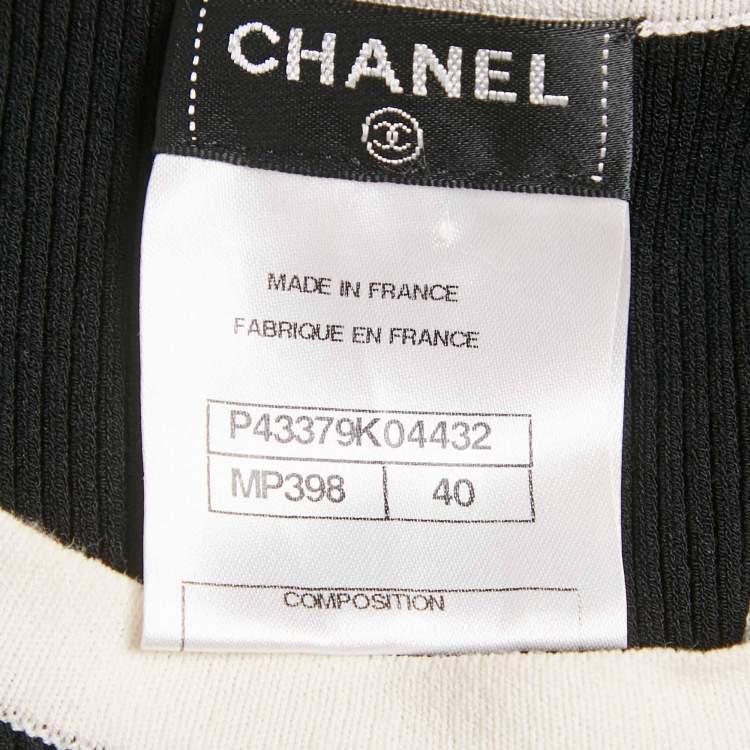 CHANEL
MADE IN FRANCE
FABRIQUE EN FRANCE
P43379K04432
MP398 40
COMPOSITION